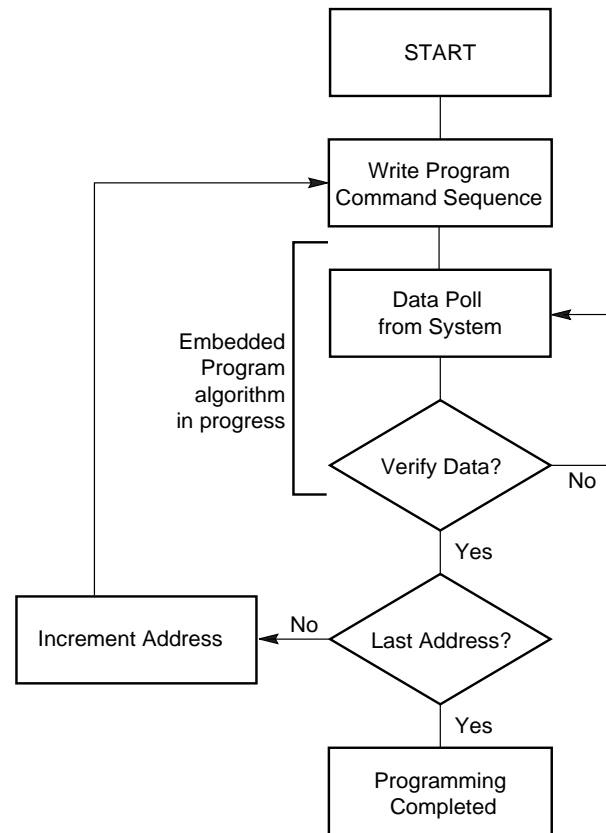 START
Write Program
Command Sequence
Data Poll
from System
Embedded
Program
algorithm
in progress
Verify Data?
No
Yes
Increment Address
No
Last Address?
Yes
Programming
Completed